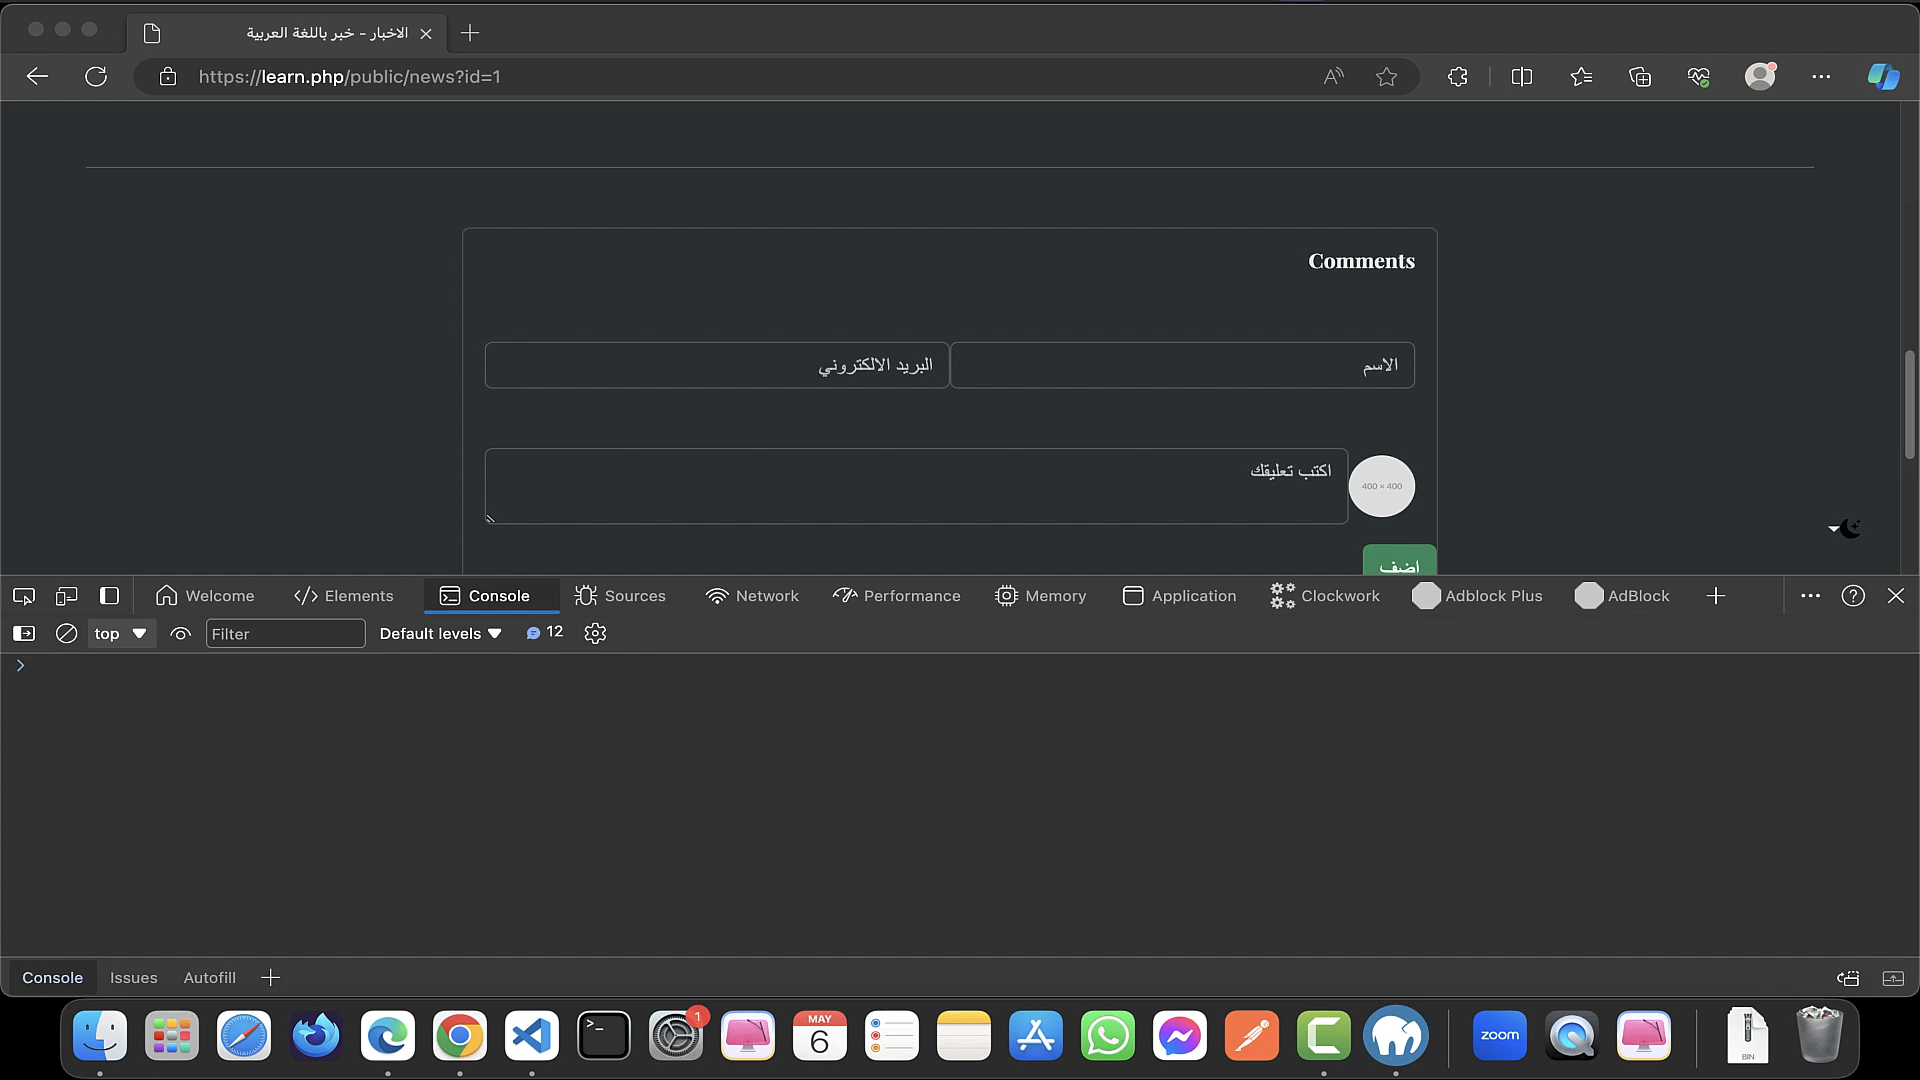 الاخبار - خبر باللغة العربية
https://learn.php/public/news?id=1
Comments
الاسم
البريد الالكتروني
اكتب تعليقك
400 × 400
اضف
Welcome
Elements
Console
Sources
Network
Performance
Memory
Application
Clockwork
Adblock Plus
AdBlock
top
Filter
Default levels
12
Console
Issues
Autofill
1
MAY
6
zoom
BIN